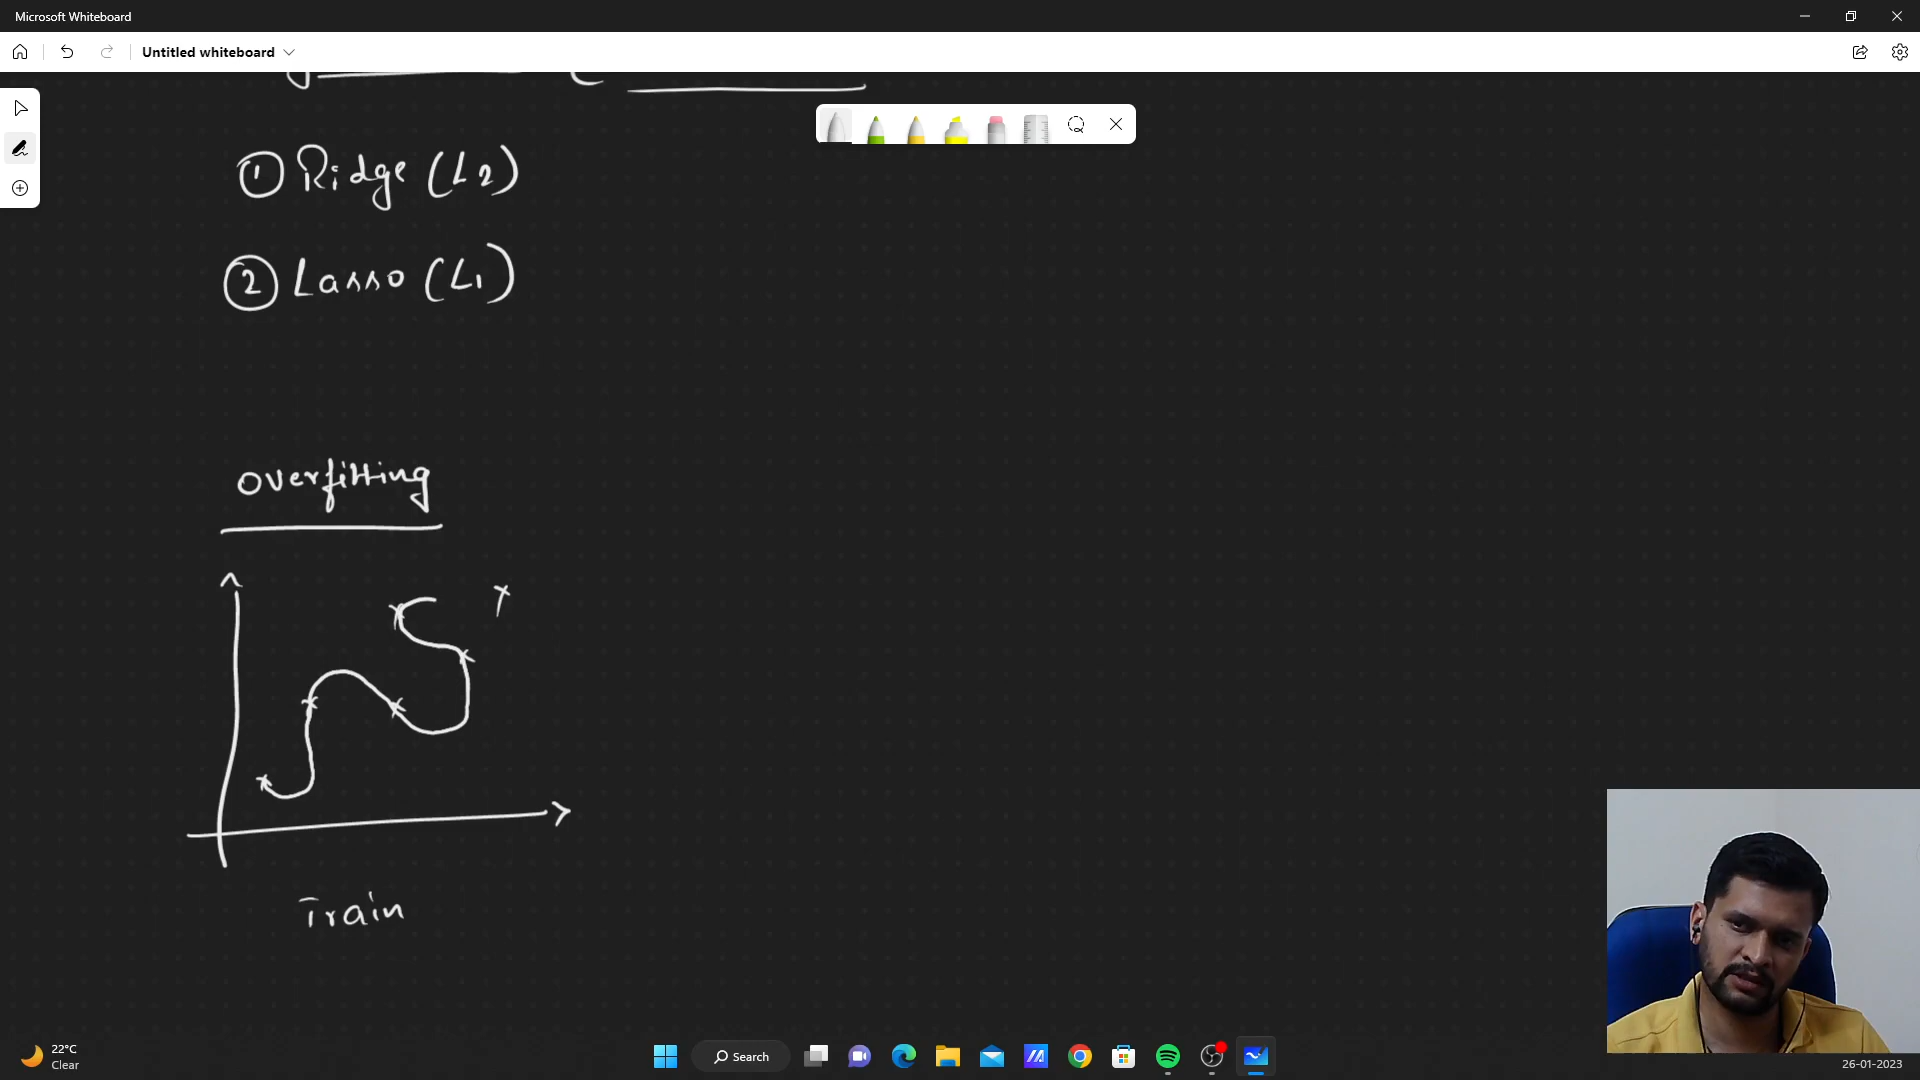 Microsoft Whiteboard
Untitled whiteboard
① Ridge (L2)
② Lasso (L1)
Overfitting
Train
22°C
Clear
Search
26-01-2023